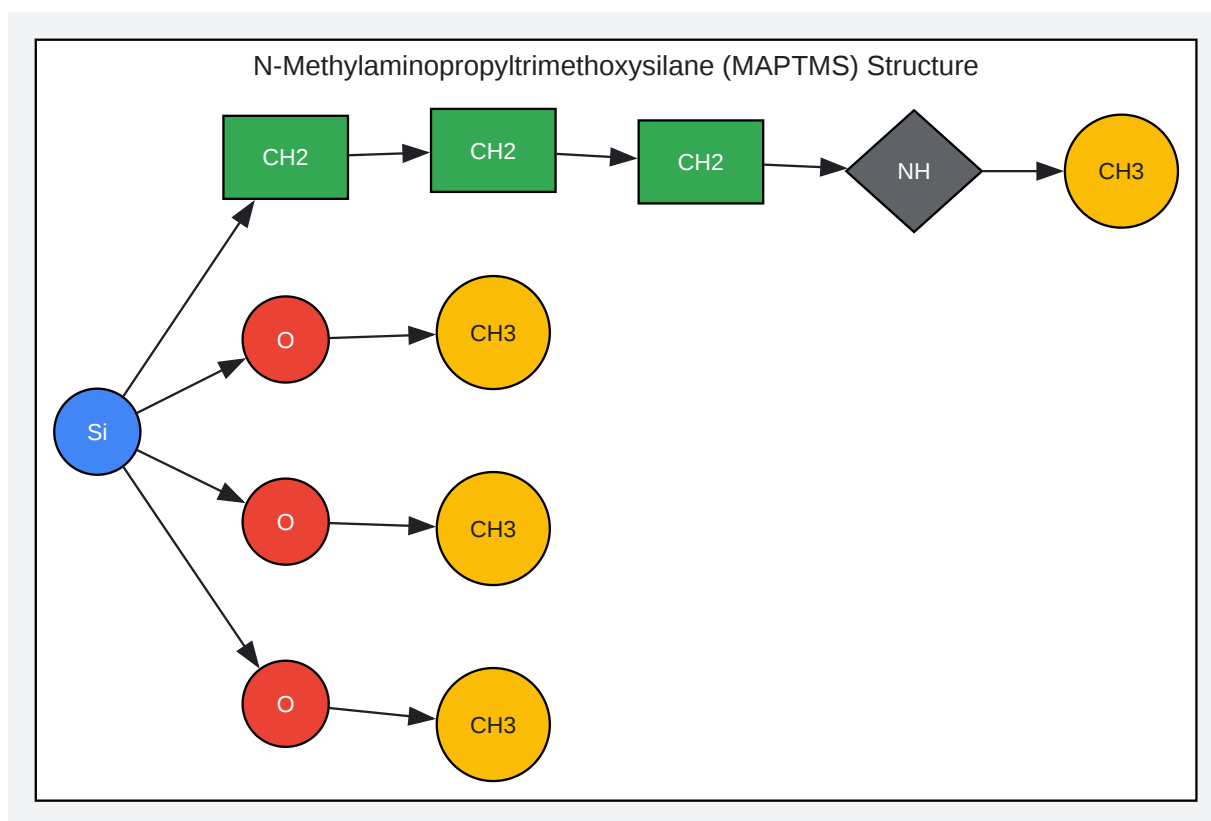 N-Methylaminopropyltrimethoxysilane (MAPTMS) Structure
CH2
CH2
CH2
NH
CH3
O
CH3
Si
O
CH3
O
CH3